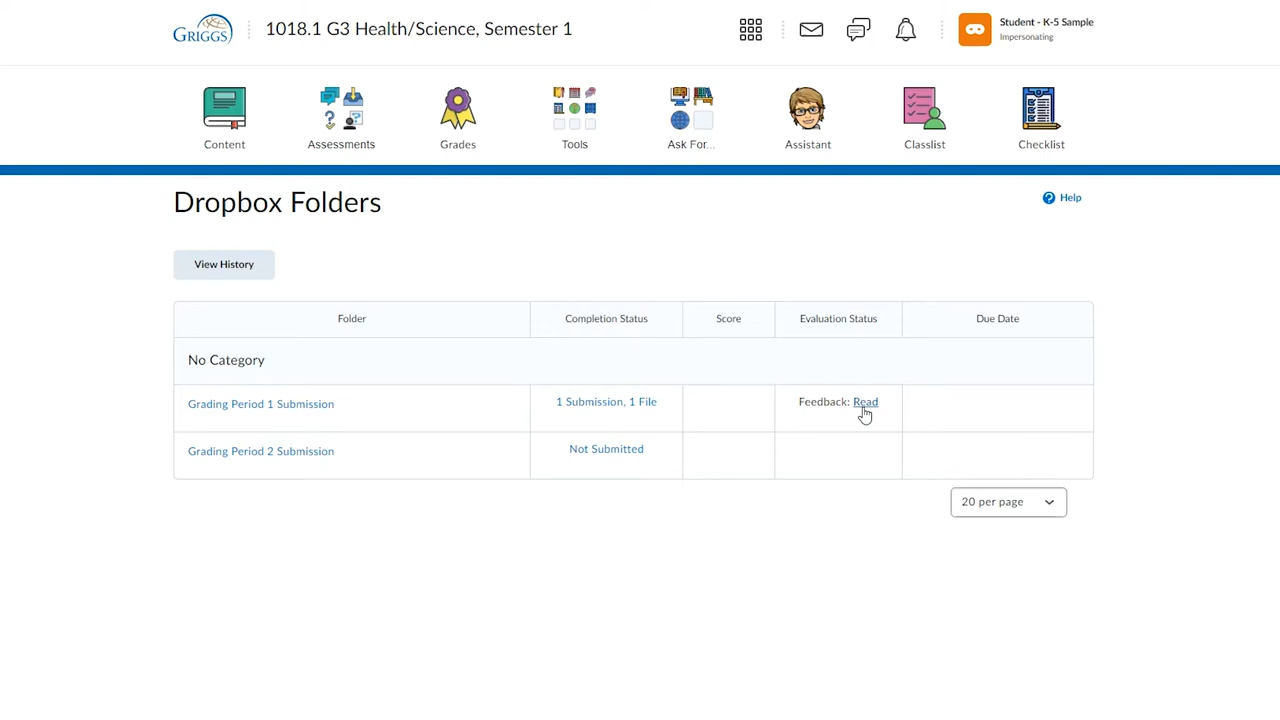 GRIGGS
1018.1 G3 Health/Science, Semester 1
Student - K-5 Sample
Impersonating
Content
Assessments
Grades
Tools
Ask For...
Assistant
Classlist
Checklist
Dropbox Folders
Help
View History
Folder Completion Status Score Evaluation Status Due Date
No Category
Grading Period 1 Submission 1 Submission, 1 File Feedback: Read
Grading Period 2 Submission Not Submitted
20 per page